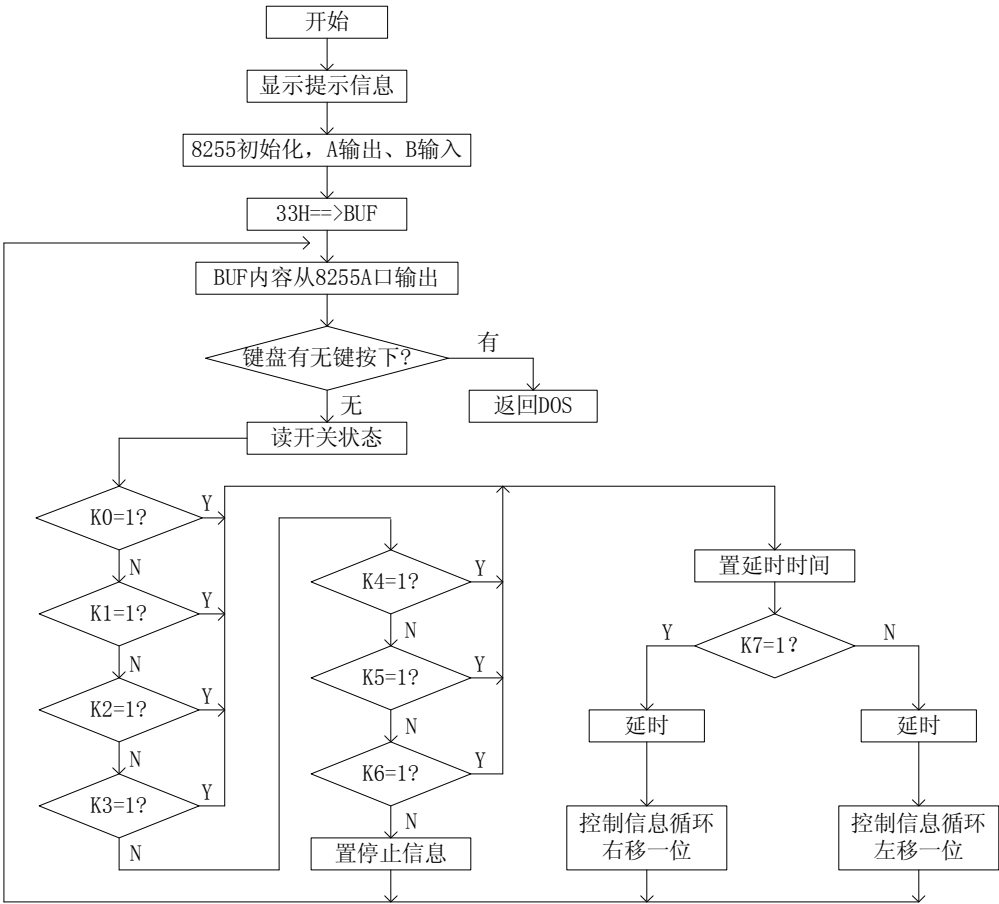 开始
显示提示信息
8255初始化，A输出、B输入
33H==>BUF
BUF内容从8255A口输出
键盘有无键按下?
有
返回DOS
无
读开关状态
K0=1?
Y
N
K1=1?
Y
N
K2=1?
Y
N
K3=1?
Y
N
K4=1?
Y
N
K5=1?
Y
N
K6=1?
Y
N
置停止信息
置延时时间
K7=1？
Y
N
延时
延时
控制信息循环
右移一位
控制信息循环
左移一位